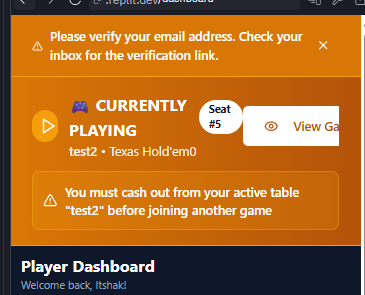 .replit.dev/dashboard
Please verify your email address. Check your
inbox for the verification link.
🎮 CURRENTLY
PLAYING
test2 • Texas Hold'em0
Seat
#5
View Ga
You must cash out from your active table
"test2" before joining another game
Player Dashboard
Welcome back, Itshak!